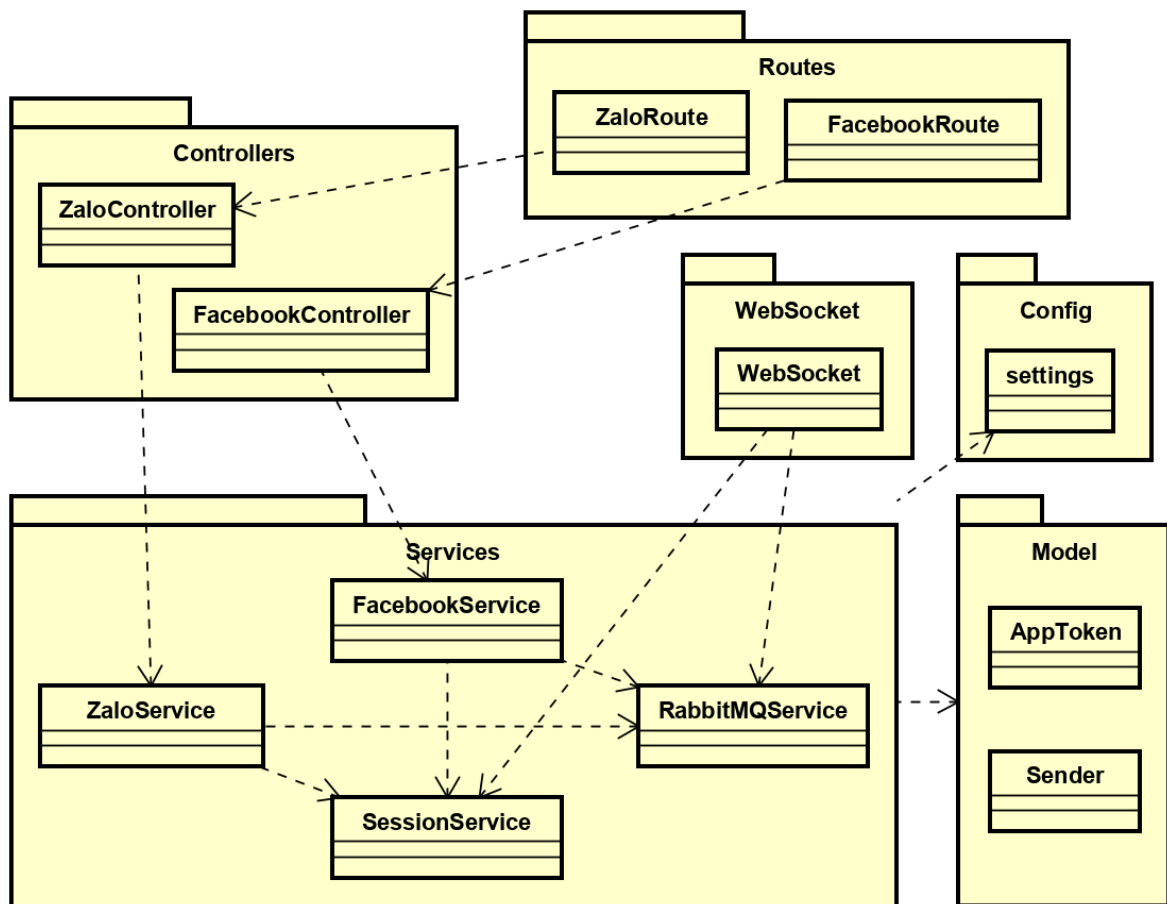 Routes
ZaloRoute
FacebookRoute
Controllers
ZaloController
FacebookController
WebSocket
WebSocket
Config
settings
Services
FacebookService
ZaloService
RabbitMQService
SessionService
Model
AppToken
Sender